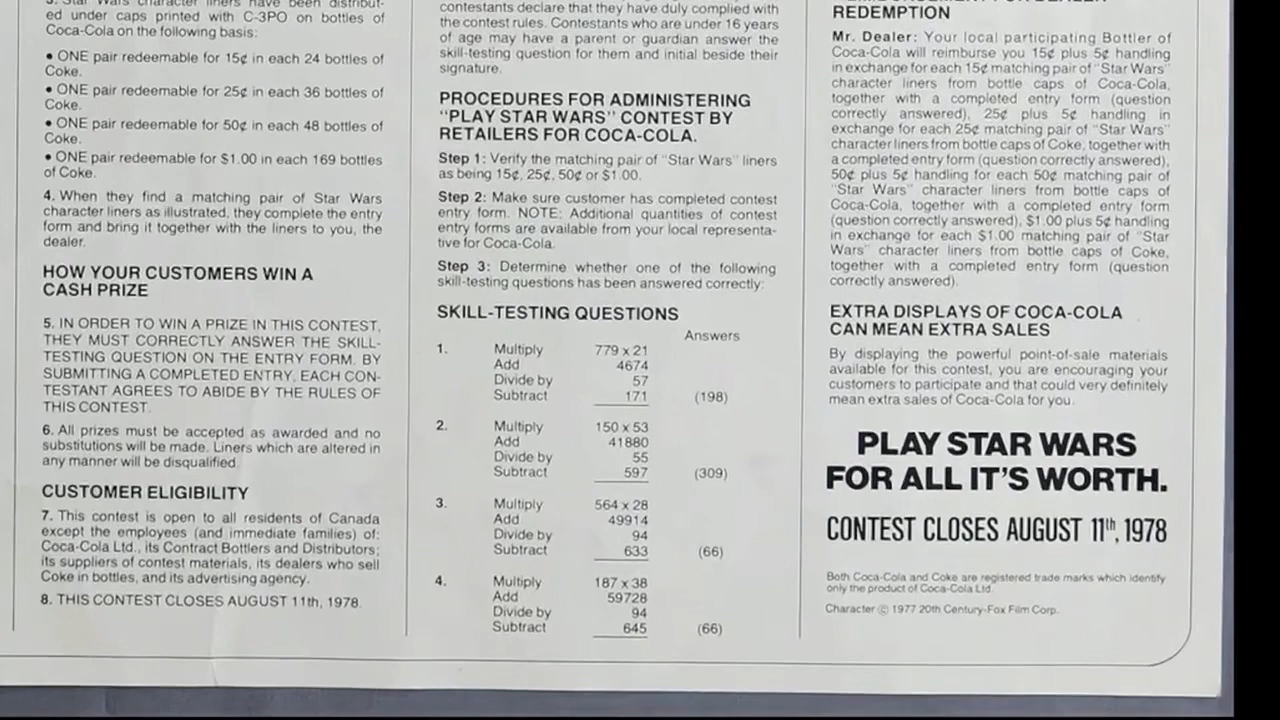 3. Star Wars character liners have been distribut-
ed under caps printed with C-3PO on bottles of
Coca-Cola on the following basis:
• ONE pair redeemable for 15¢ in each 24 bottles of
Coke.
• ONE pair redeemable for 25¢ in each 36 bottles of
Coke.
• ONE pair redeemable for 50¢ in each 48 bottles of
Coke.
• ONE pair redeemable for $1.00 in each 169 bottles
of Coke.
4. When they find a matching pair of Star Wars
character liners as illustrated, they complete the entry
form and bring it together with the liners to you, the
dealer.
HOW YOUR CUSTOMERS WIN A
CASH PRIZE
5. IN ORDER TO WIN A PRIZE IN THIS CONTEST,
THEY MUST CORRECTLY ANSWER THE SKILL-
TESTING QUESTION ON THE ENTRY FORM. BY
SUBMITTING A COMPLETED ENTRY, EACH CON-
TESTANT AGREES TO ABIDE BY THE RULES OF
THIS CONTEST.
6. All prizes must be accepted as awarded and no
substitutions will be made. Liners which are altered in
any manner will be disqualified.
CUSTOMER ELIGIBILITY
7. This contest is open to all residents of Canada
except the employees (and immediate families) of:
Coca-Cola Ltd., its Contract Bottlers and Distributors;
its suppliers of contest materials, its dealers who sell
Coke in bottles, and its advertising agency.
8. THIS CONTEST CLOSES AUGUST 11th, 1978.
contestants declare that they have duly complied with
the contest rules. Contestants who are under 16 years
of age may have a parent or guardian answer the
skill-testing question for them and initial beside their
signature.
PROCEDURES FOR ADMINISTERING
"PLAY STAR WARS" CONTEST BY
RETAILERS FOR COCA-COLA.
Step 1: Verify the matching pair of "Star Wars" liners
as being 15¢, 25¢, 50¢ or $1.00.
Step 2: Make sure customer has completed contest
entry form. NOTE: Additional quantities of contest
entry forms are available from your local representa-
tive for Coca-Cola.
Step 3: Determine whether one of the following
skill-testing questions has been answered correctly:
SKILL-TESTING QUESTIONS
Answers
1. Multiply 779 x 21
Add 4674
Divide by 57
Subtract 171 (198)
2. Multiply 150 x 53
Add 41880
Divide by 55
Subtract 597 (309)
3. Multiply 564 x 28
Add 49914
Divide by 94
Subtract 633 (66)
4. Multiply 187 x 38
Add 59728
Divide by 94
Subtract 645 (66)
REDEMPTION
Mr. Dealer: Your local participating Bottler of
Coca-Cola will reimburse you 15¢ plus 5¢ handling
in exchange for each 15¢ matching pair of "Star Wars"
character liners from bottle caps of Coca-Cola,
together with a completed entry form (question
correctly answered), 25¢ plus 5¢ handling in
exchange for each 25¢ matching pair of "Star Wars"
character liners from bottle caps of Coke, together with
a completed entry form (question correctly answered),
50¢ plus 5¢ handling for each 50¢ matching pair of
"Star Wars" character liners from bottle caps of
Coca-Cola, together with a completed entry form
(question correctly answered), $1.00 plus 5¢ handling
in exchange for each $1.00 matching pair of "Star
Wars" character liners from bottle caps of Coke,
together with a completed entry form (question
correctly answered).
EXTRA DISPLAYS OF COCA-COLA
CAN MEAN EXTRA SALES
By displaying the powerful point-of-sale materials
available for this contest, you are encouraging your
customers to participate and that could very definitely
mean extra sales of Coca-Cola for you.
PLAY STAR WARS
FOR ALL IT'S WORTH.
CONTEST CLOSES AUGUST 11th, 1978
Both Coca-Cola and Coke are registered trade marks which identify
only the product of Coca-Cola Ltd.
Character © 1977 20th Century-Fox Film Corp.